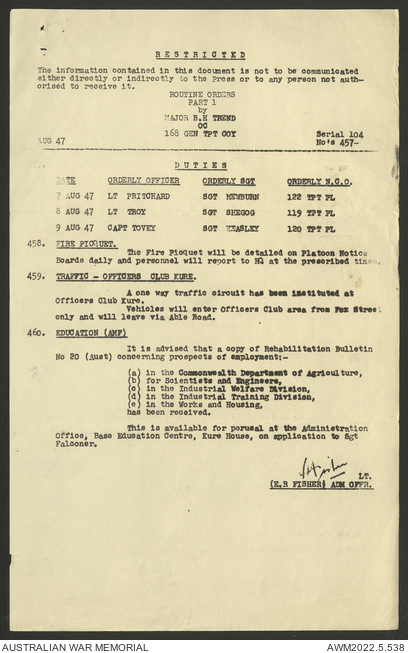 RESTRICTED
The information contained in this document is not to be communicated
either directly or indirectly to the Press or to any person not auth-
orised to receive it.
ROUTINE ORDERS
PART 1
by
MAJOR B.H TREND
OC
168 GEN TPT COY
Serial 104
AUG 47
No's 457-
DUTIES
DATE ORDERLY OFFICER ORDERLY SGT ORDERLY N.C.O.
7 AUG 47 LT PRITCHARD SGT HEWBURN 122 TPT PL
8 AUG 47 LT TROY SGT SHEGOG 119 TPT PL
9 AUG 47 CAPT TOVEY SGT KEASLEY 120 TPT PL
458. FIRE PICQUET.
The Fire Picquet will be detailed on Platoon Notice
Boards daily and personnel will report to HQ at the prescribed times.
459. TRAFFIC - OFFICERS CLUB KURE.
A one way traffic circuit has been instituted at
Officers Club Kure.
Vehicles will enter Officers Club area from Fox Street
only and will leave via Able Road.
460. EDUCATION (AMF)
It is advised that a copy of Rehabilitation Bulletin
No 20 (Aust) concerning prospects of employment:-
(a) in the Commonwealth Department of Agriculture,
(b) for Scientists and Engineers,
(c) in the Industrial Welfare Division,
(d) in the Industrial Training Division,
(e) in the Works and Housing,
has been received.
This is available for perusal at the Administration
Office, Base Education Centre, Kure House, on application to Sgt
Falconer.
LT.
(E.R FISHER) ADM OFFR.
AUSTRALIAN WAR MEMORIAL
AWM2022.5.538